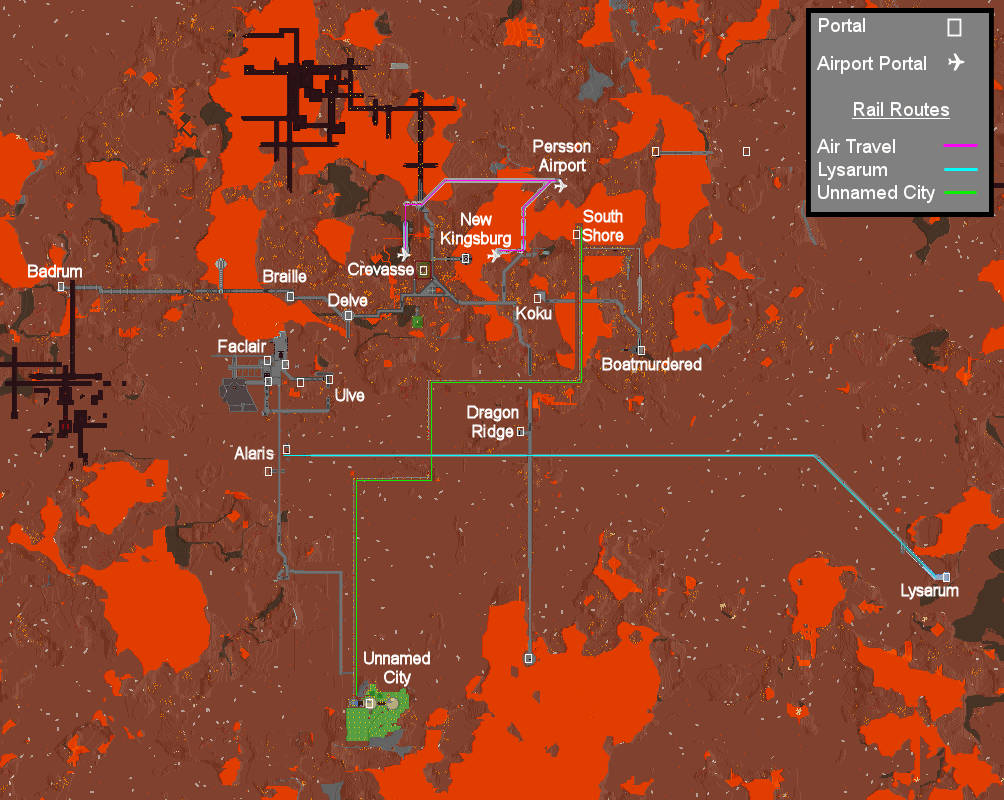 Portal
Airport Portal
Rail Routes
Air Travel
Lysarum
Unnamed City
Persson
Airport
South
Shore
New
Kingsburg
Crevasse
Badrum
Braille
Delve
Koku
Boatmurdered
Faclair
Ulve
Dragon
Ridge
Alaris
Lysarum
Unnamed
City